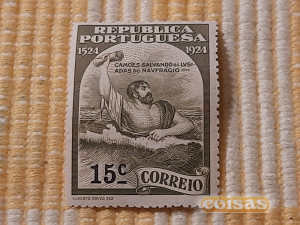 REPUBLICA
PORTUGUESA
1524 1924
CAMÕES SALVANDO OS LUSI
ADAS DO NAUFRAGIO
15C CORREIO
coisas